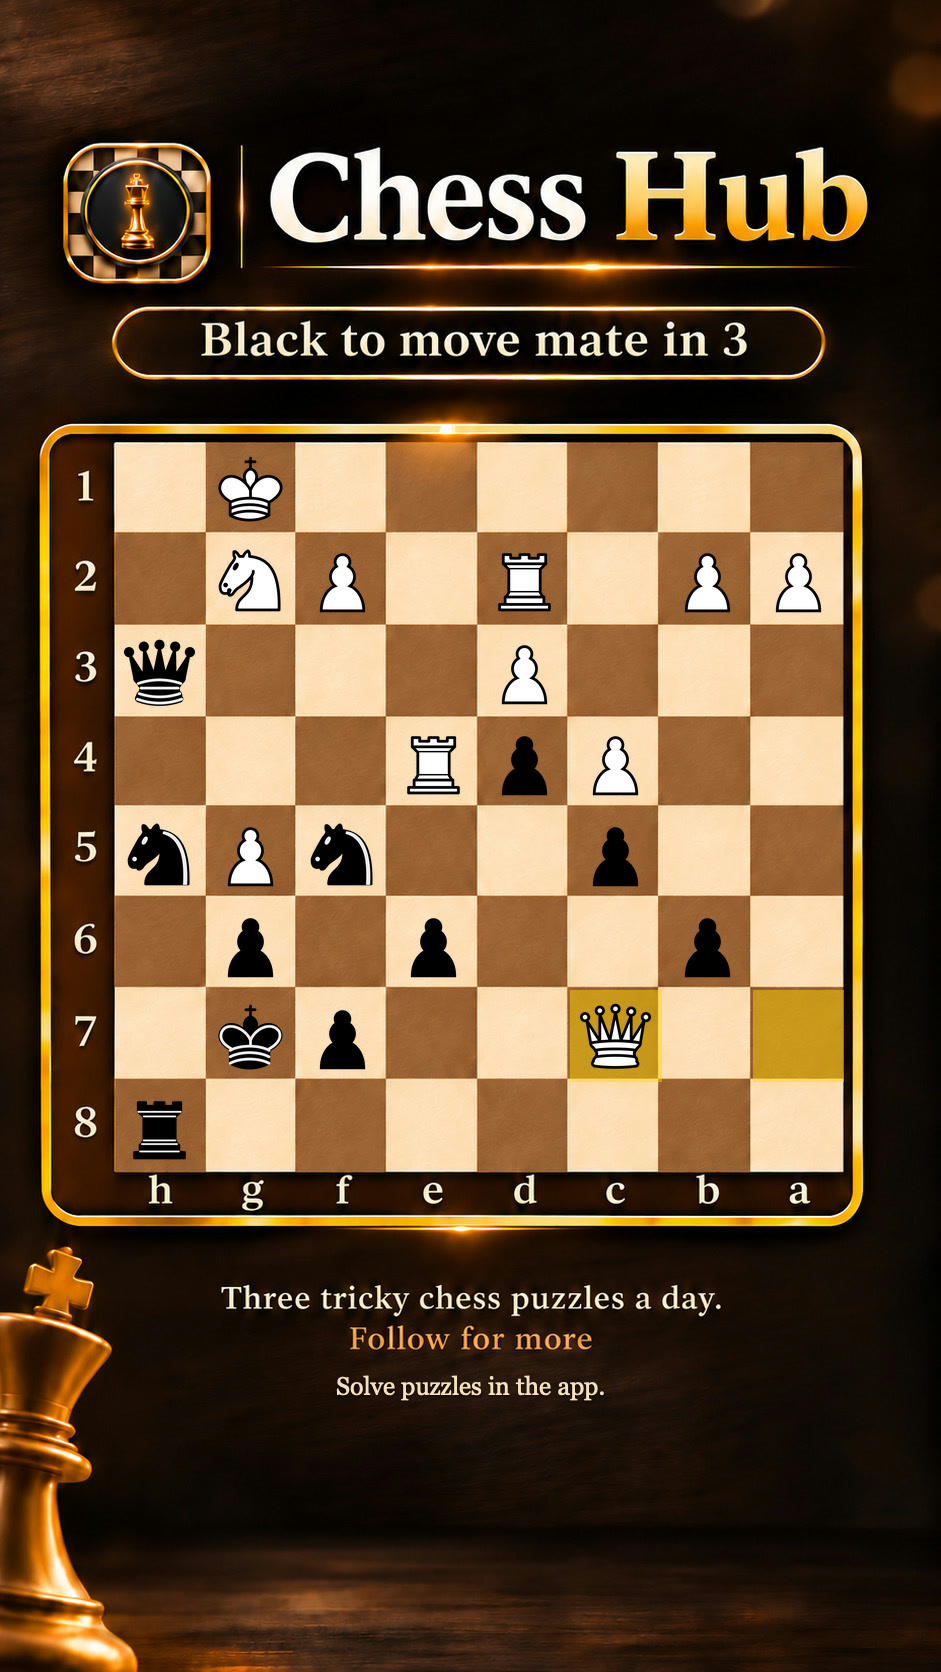 Chess Hub
Black to move mate in 3
1
2
3
4
5
6
7
8
h g f e d c b a
Three tricky chess puzzles a day.
Follow for more
Solve puzzles in the app.